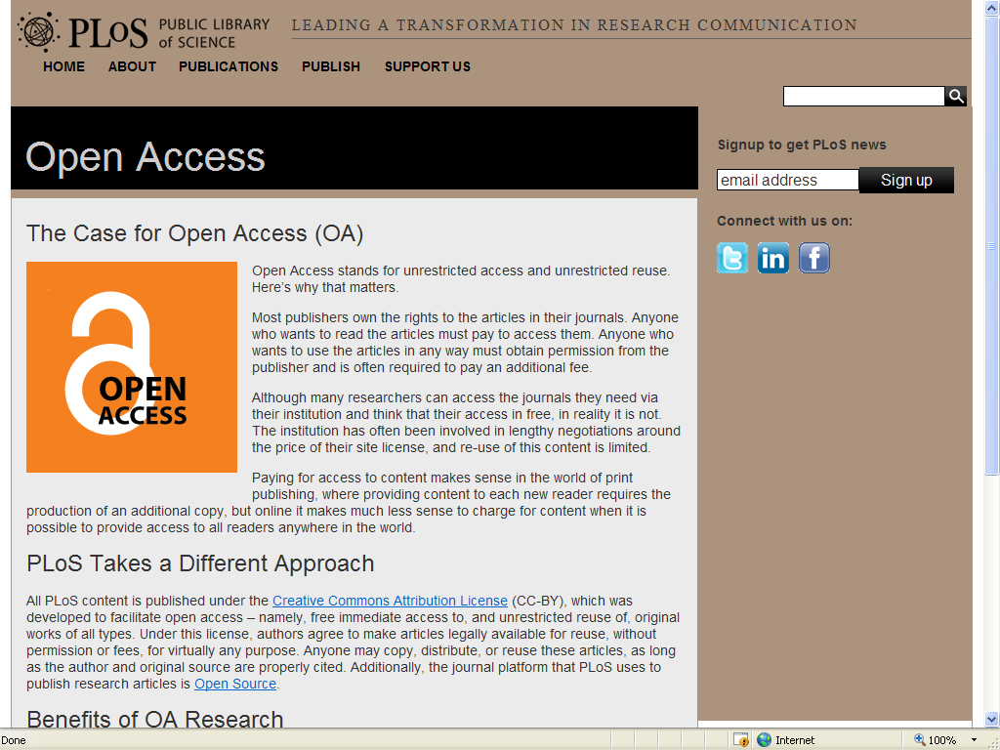 PLoS PUBLIC LIBRARY of SCIENCE
LEADING A TRANSFORMATION IN RESEARCH COMMUNICATION
HOME ABOUT PUBLICATIONS PUBLISH SUPPORT US
Open Access
Signup to get PLoS news
email address Sign up
Connect with us on:
The Case for Open Access (OA)
OPEN
ACCESS
Open Access stands for unrestricted access and unrestricted reuse.
Here's why that matters.
Most publishers own the rights to the articles in their journals. Anyone
who wants to read the articles must pay to access them. Anyone who
wants to use the articles in any way must obtain permission from the
publisher and is often required to pay an additional fee.
Although many researchers can access the journals they need via
their institution and think that their access in free, in reality it is not.
The institution has often been involved in lengthy negotiations around
the price of their site license, and re-use of this content is limited.
Paying for access to content makes sense in the world of print
publishing, where providing content to each new reader requires the
production of an additional copy, but online it makes much less sense to charge for content when it is
possible to provide access to all readers anywhere in the world.
PLoS Takes a Different Approach
All PLoS content is published under the Creative Commons Attribution License (CC-BY), which was
developed to facilitate open access – namely, free immediate access to, and unrestricted reuse of, original
works of all types. Under this license, authors agree to make articles legally available for reuse, without
permission or fees, for virtually any purpose. Anyone may copy, distribute, or reuse these articles, as long
as the author and original source are properly cited. Additionally, the journal platform that PLoS uses to
publish research articles is Open Source.
Benefits of OA Research
Done Internet 100%